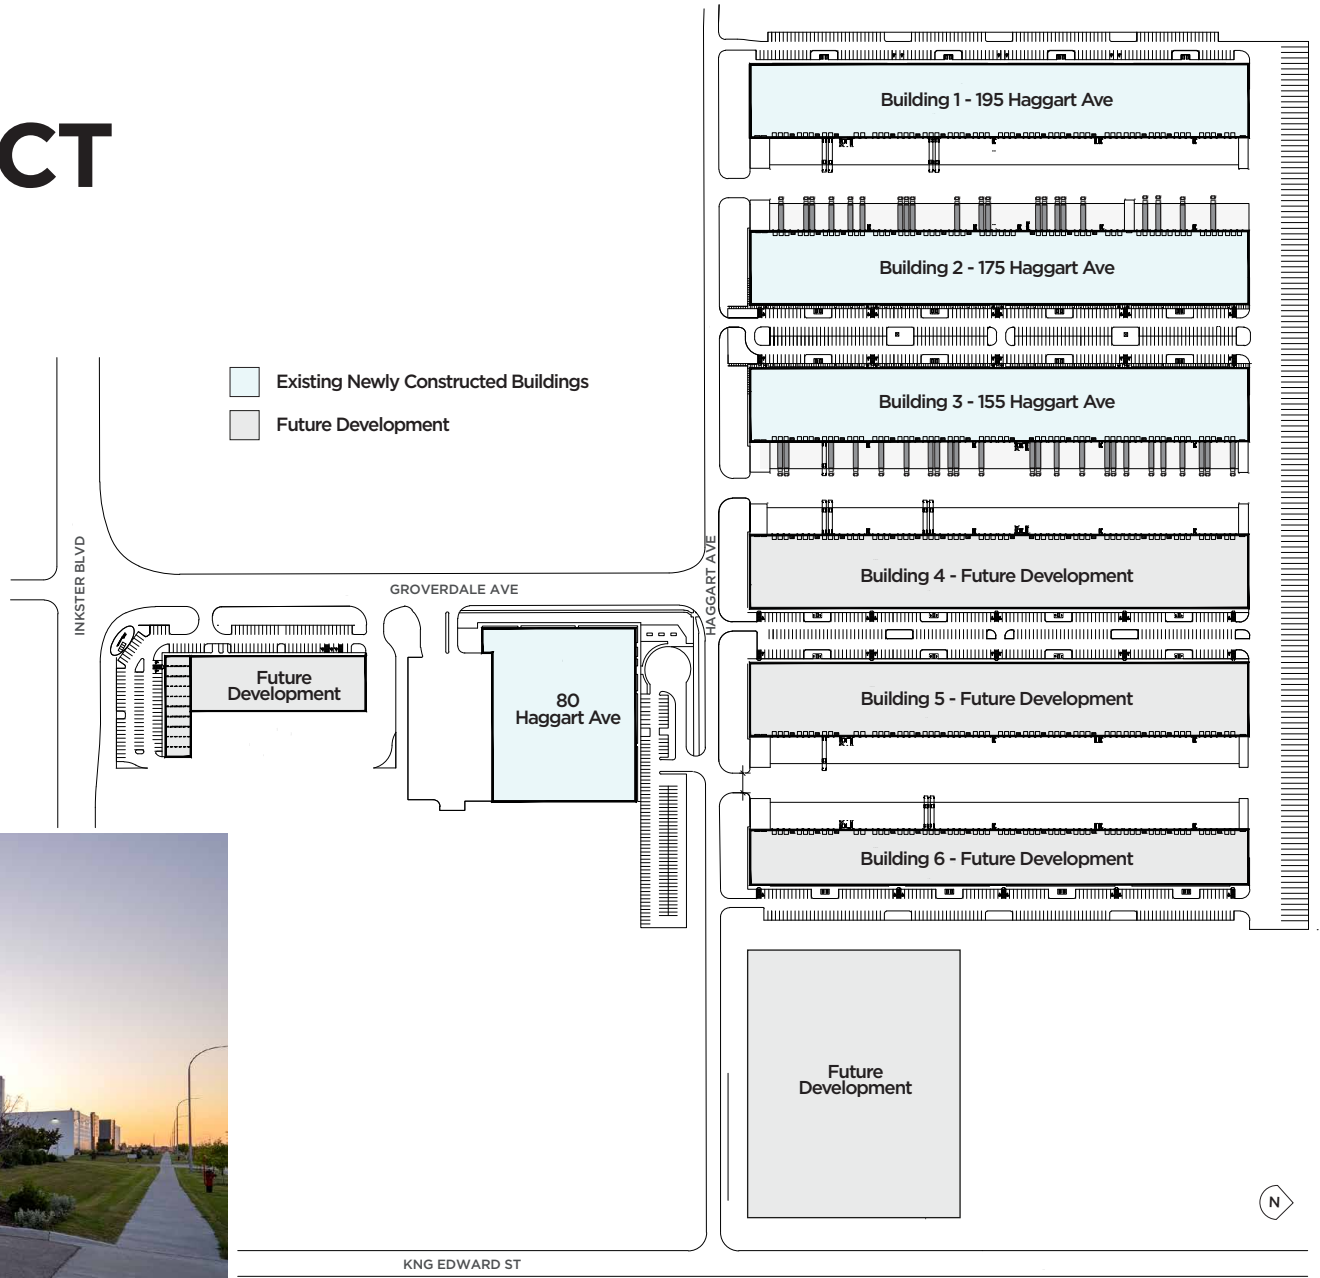 CT
Building 1 - 195 Haggart Ave
Building 2 - 175 Haggart Ave
Existing Newly Constructed Buildings
Future Development
Building 3 - 155 Haggart Ave
INKSTER BLVD
GROVERDALE AVE
HAGGART AVE
Building 4 - Future Development
Future
Development
80
Haggart Ave
Building 5 - Future Development
Building 6 - Future Development
Future
Development
N
KNG EDWARD ST